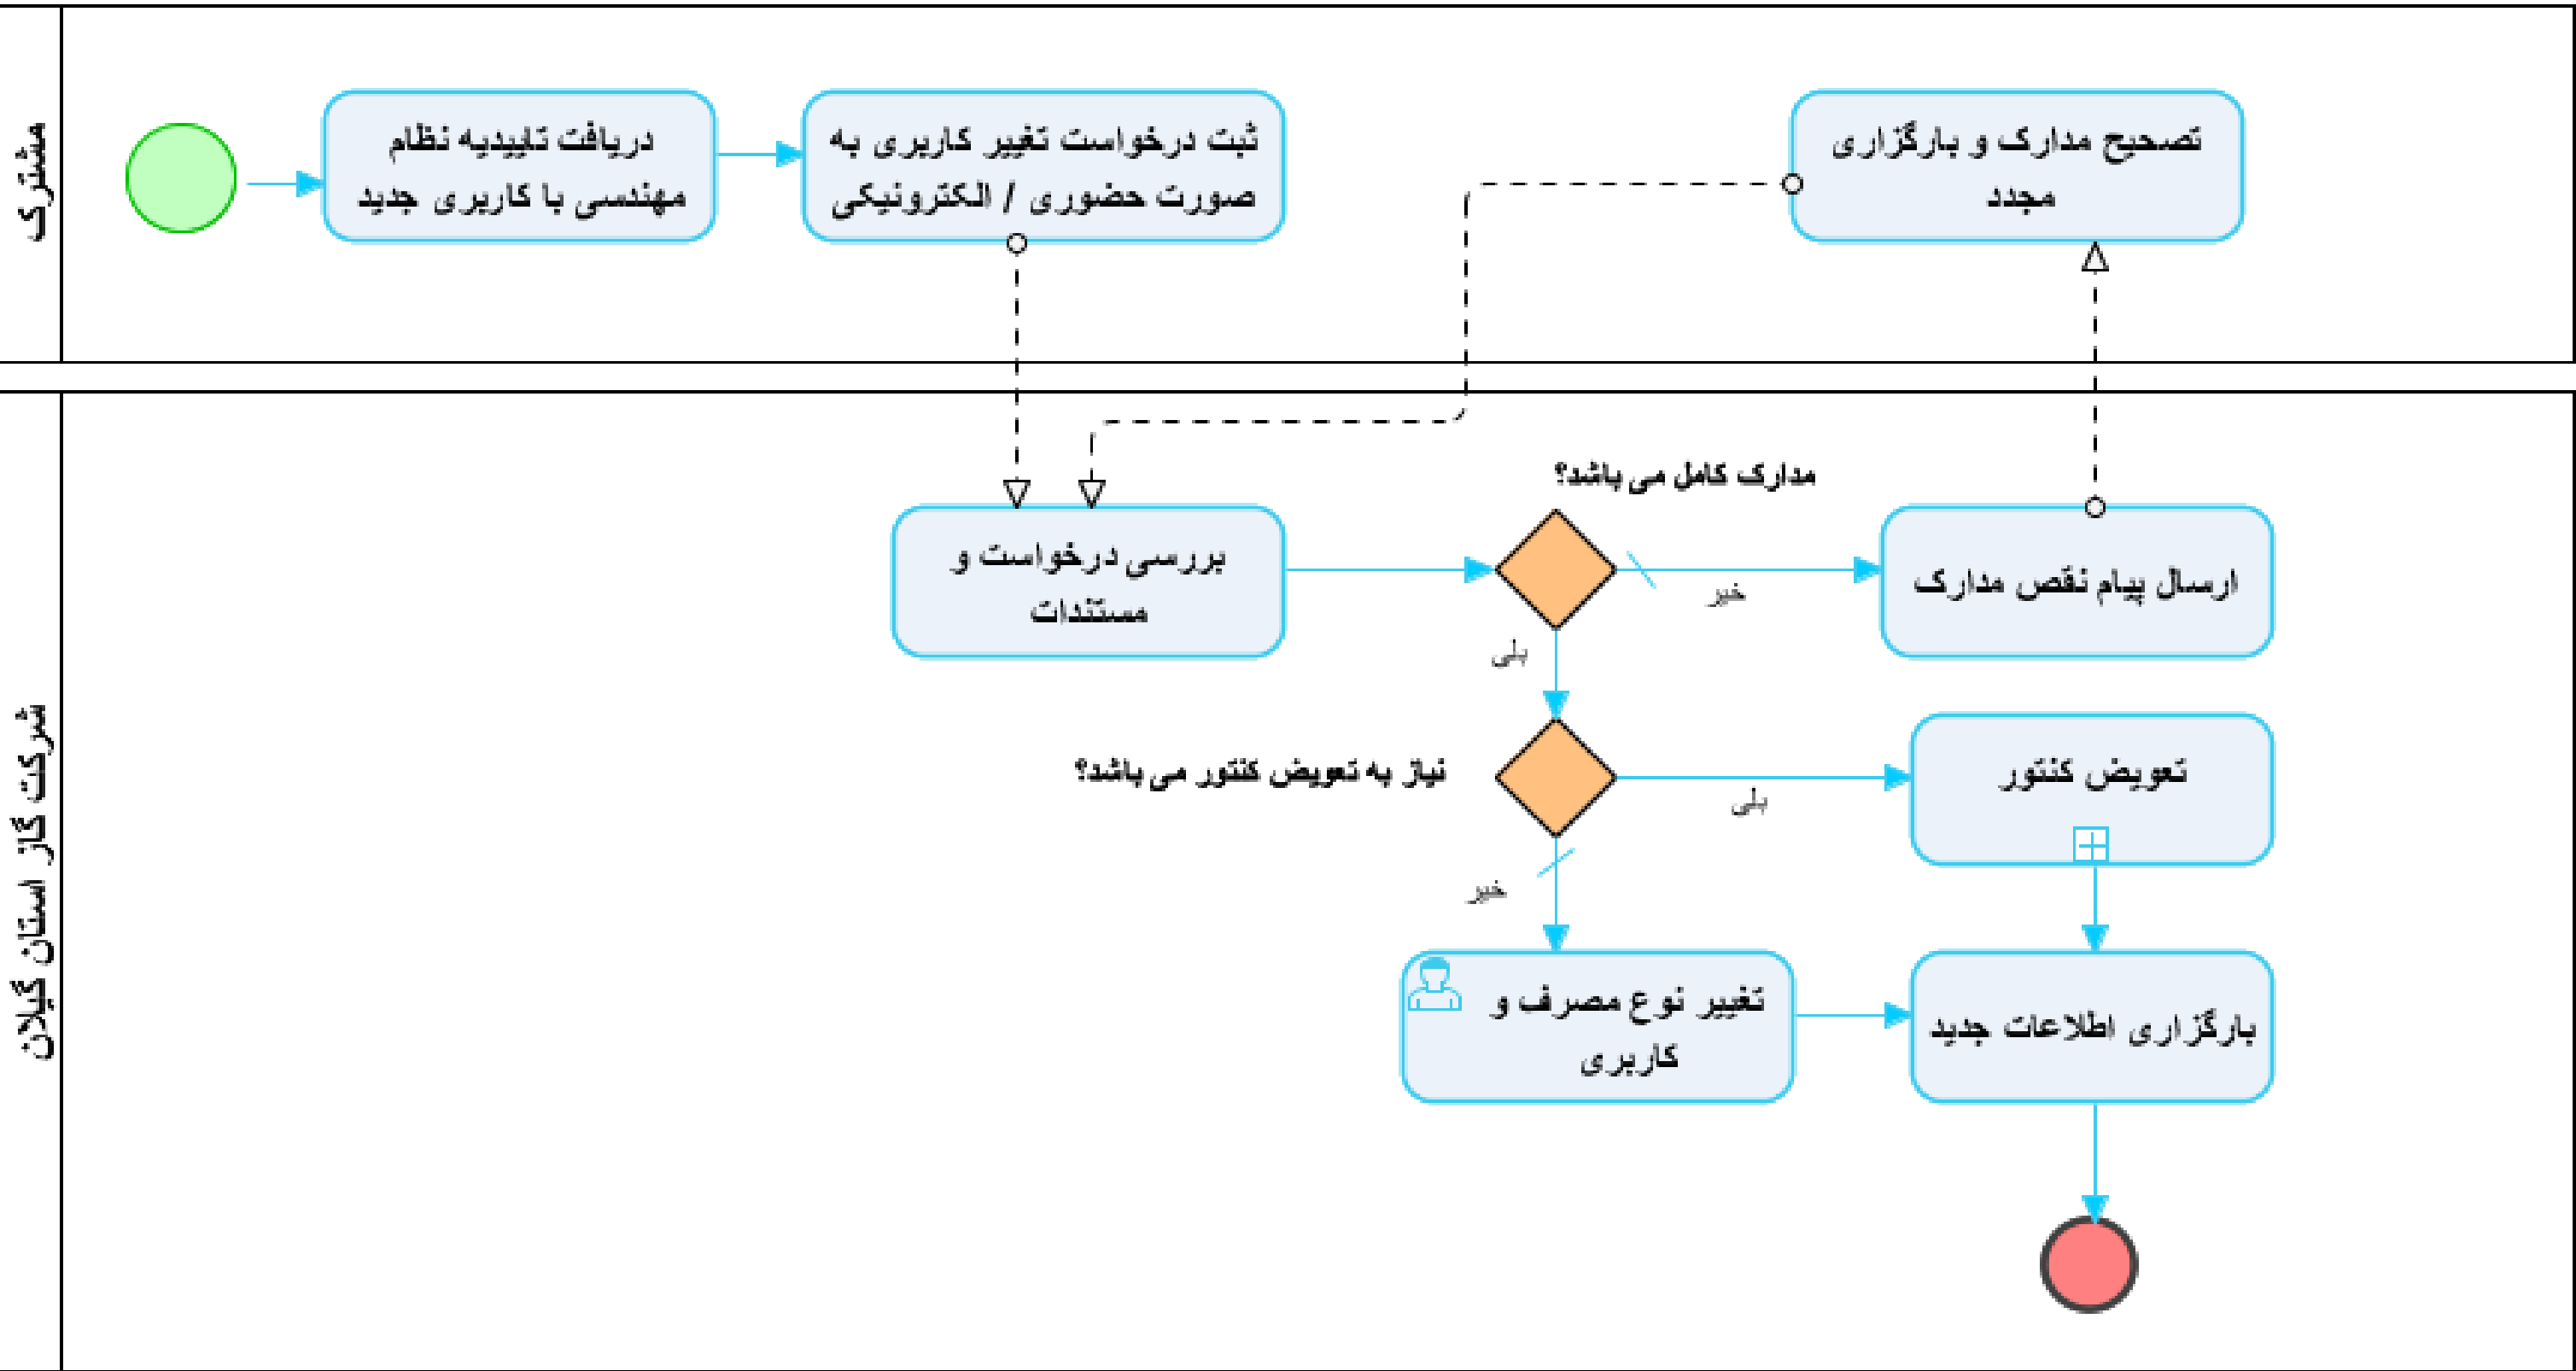 مشترک
دریافت تاییدیه نظام
مهندسی با کاربری جدید
ثبت درخواست تغییر کاربری به
صورت حضوری / الکترونیکی
تصحیح مدارک و بارگزاری
مجدد
شرکت گاز استان گیلان
بررسی درخواست و
مستندات
مدارک کامل می باشد؟
خیر
ارسال پیام نقص مدارک
بلی
نیاز به تعویض کنتور می باشد؟
بلی
تعویض کنتور
خیر
تغییر نوع مصرف و
کاربری
بارگزاری اطلاعات جدید